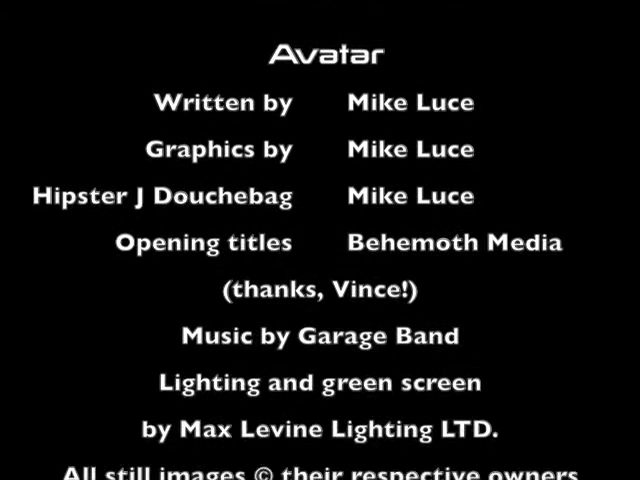 Avatar
Written by Mike Luce
Graphics by Mike Luce
Hipster J Douchebag Mike Luce
Opening titles Behemoth Media
(thanks, Vince!)
Music by Garage Band
Lighting and green screen
by Max Levine Lighting LTD.
All still images © their respective owners